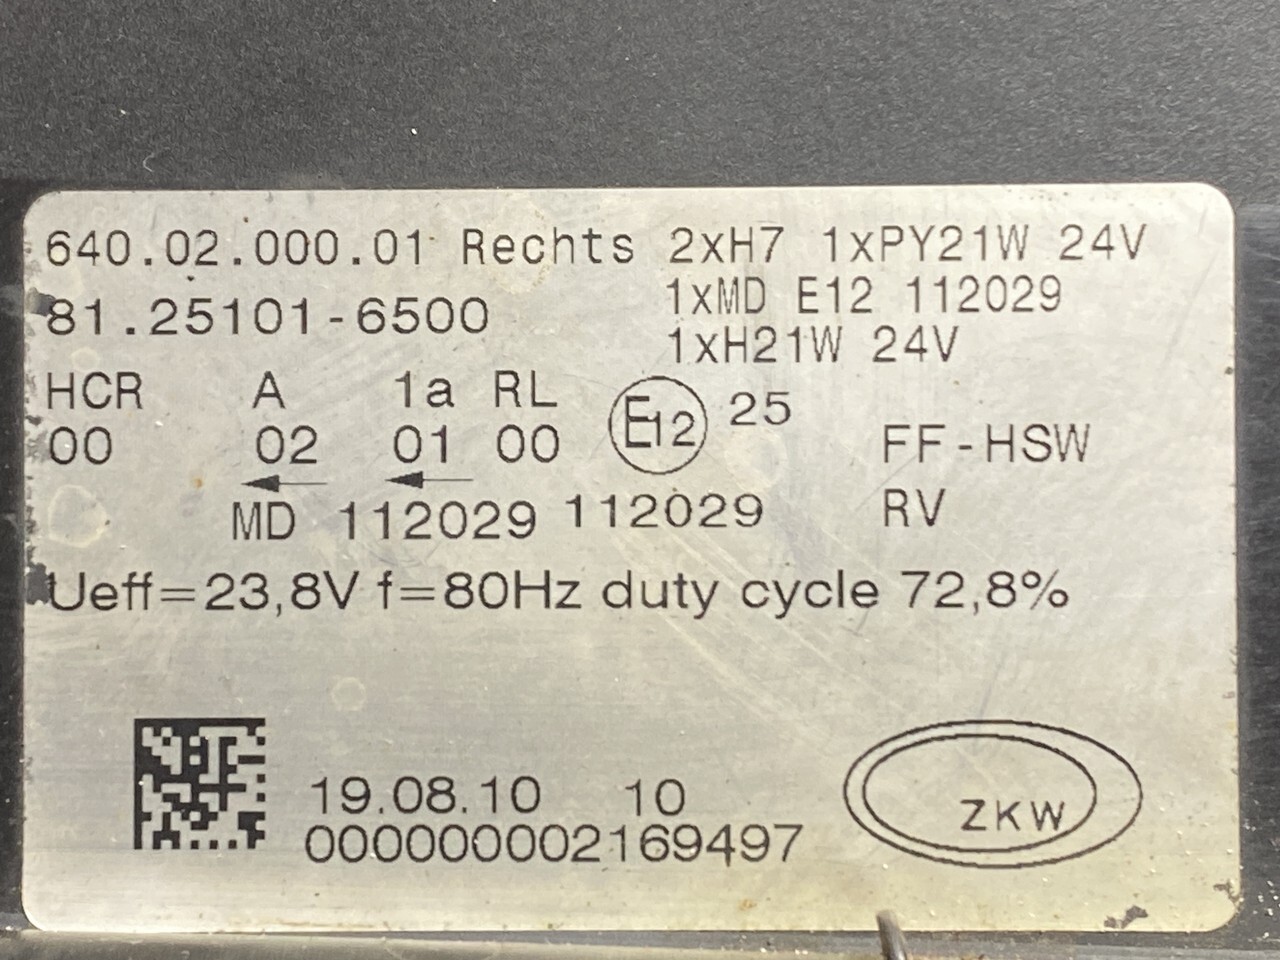 640.02.000.01 Rechts 2xH7 1xPY21W 24V
81.25101-6500 1xMD E12 112029
1xH21W 24V
HCR A 1a RL E12 25
00 02 01 00 FF-HSW
MD 112029 112029 RV
Ueff=23,8V f=80Hz duty cycle 72,8%
19.08.10 10
000000002169497
ZKW